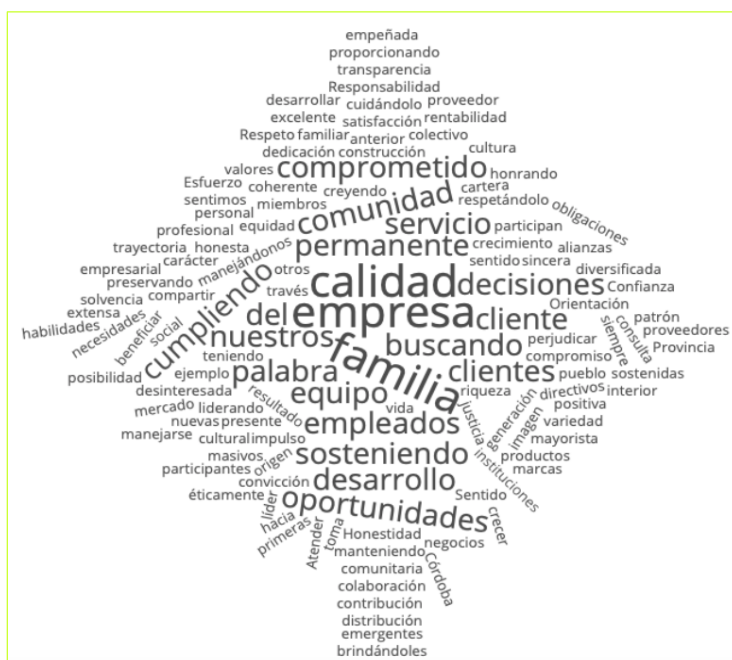 empeñada
proporcionando
transparencia
Responsabilidad
desarrollar cuidándolo proveedor
excelente satisfacción rentabilidad
Respeto familiar anterior colectivo
dedicación construcción cultura
valores comprometido honrando
Esfuerzo coherente creyendo cartera
sentimos miembros comunidad respetándolo obligaciones
personal servicio
profesional equidad participan
trayectoria honesta manejándonos permanente crecimiento alianzas
carácter sentido sincera
empresarial otros calidad decisiones diversificada
preservando cumpliendo través Confianza
solvencia compartir Orientación
extensa del empresa cliente patrón
habilidades necesidades beneficiar social nuestros familia buscando perjudicar siempre consulta proveedores
teniendo compromiso Provincia
posibilidad ejemplo palabra clientes pueblo sostenidas
desinteresada resultado equipo riqueza directivos interior
mercado liderando vida justicia generación imagen positiva
nuevas presente empleados variedad
manejarse cultural impulso mayorista
masivos origen sosteniendo instituciones productos
participantes marcas
convicción desarrollo
éticamente líder oportunidades Sentido
hacia crecer
primeras Atender toma Honestidad negocios
manteniendo Córdoba
comunitaria
colaboración
contribución
distribución
emergentes
brindándoles